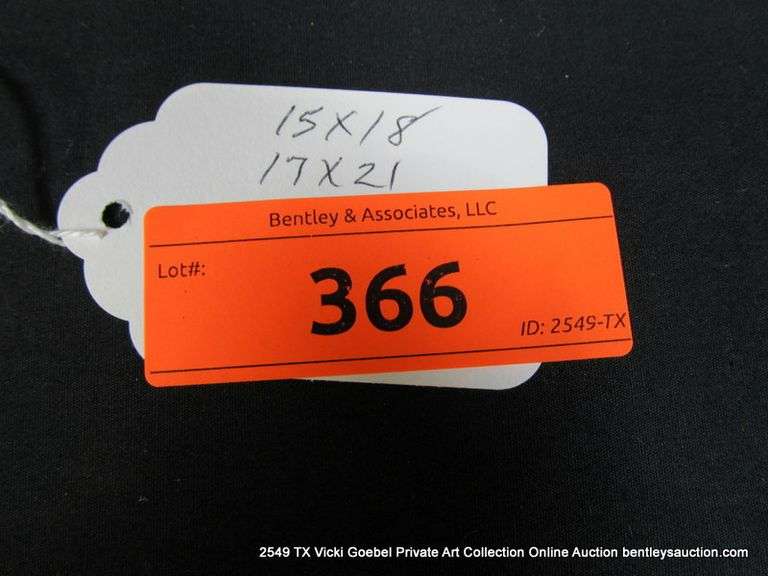 15X18
17X21
Bentley & Associates, LLC
Lot#:
366
ID: 2549-TX
2549 TX Vicki Goebel Private Art Collection Online Auction bentleysauction.com